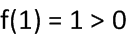 f(1) = 1 > 0